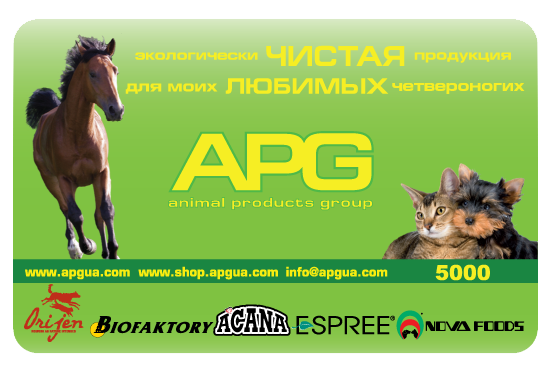 экологически ЧИСТАЯ продукция
для моих ЛЮБИМЫХ четвероногих
APG
animal products group
www.apgua.com www.shop.apgua.com info@apgua.com 5000
Orijen BIOFAKTORY ACANA ESPREE® NOVA FOODS